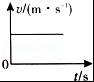 v/(m · s⁻¹)
0
t/s